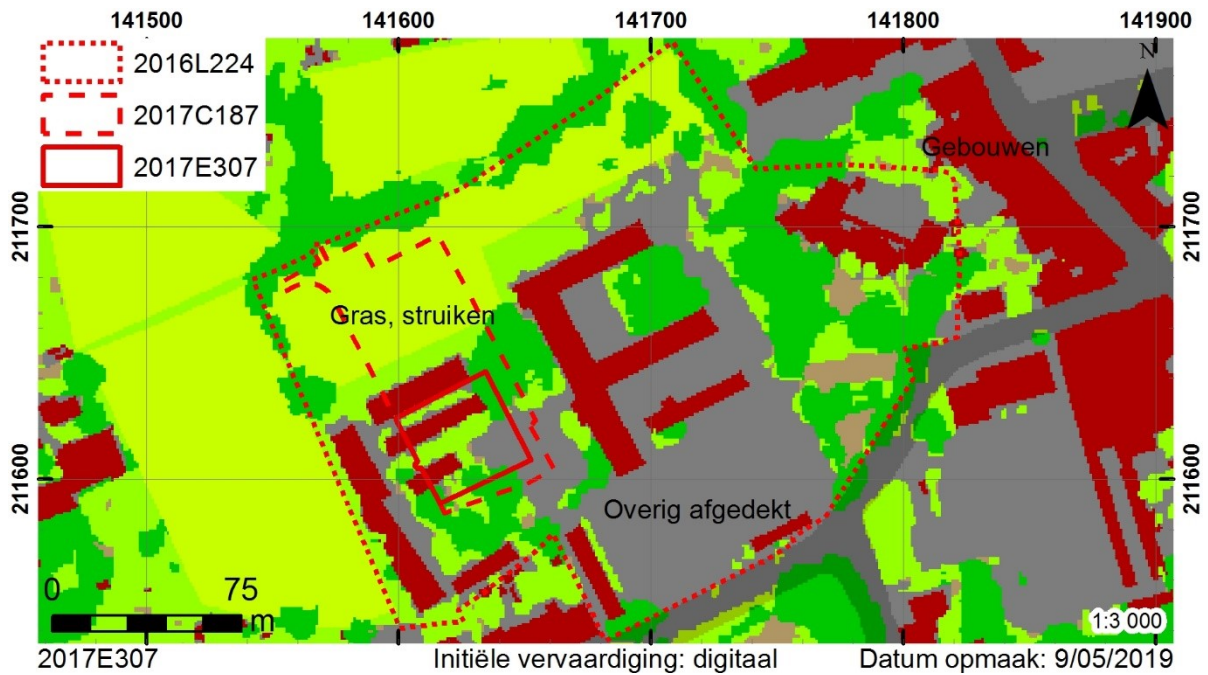 141500 141600 141700 141800 141900
2016L224
2017C187
2017E307
N
Gebouwen
211700 211700
Gras, struiken
211600 211600
Overig afgedekt
0 75
m
1:3 000
2017E307 Initiële vervaardiging: digitaal Datum opmaak: 9/05/2019